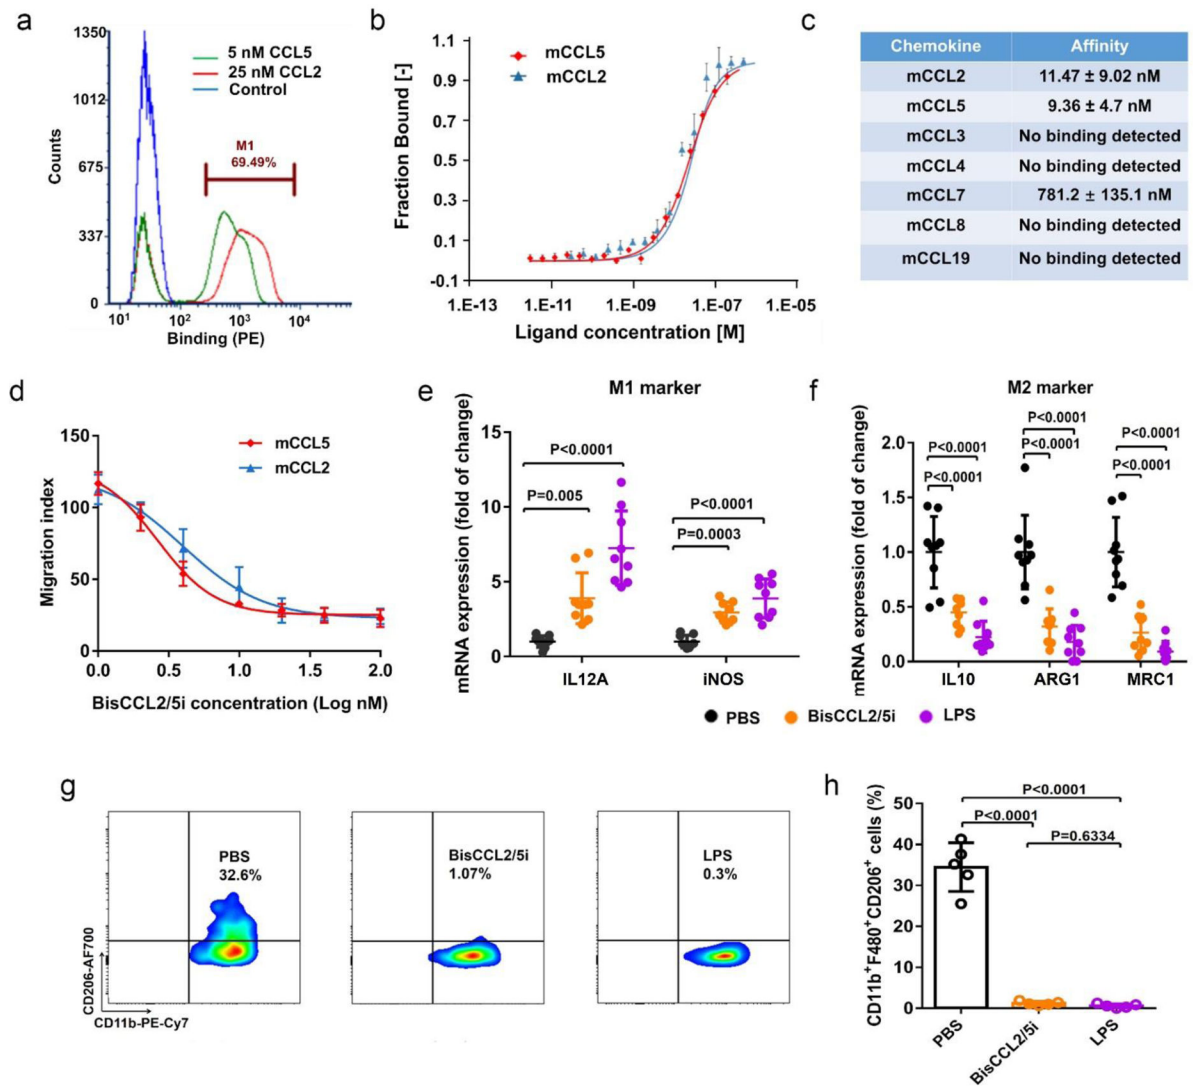 a
1350
1012
675
337
0
Counts
5 nM CCL5
25 nM CCL2
Control
M1
69.49%
10¹ 10² 10³ 10⁴
Binding (PE)
b
1.1
0.9
0.7
0.5
0.3
0.1
-0.1
Fraction Bound [-]
mCCL5
mCCL2
1.E-13 1.E-11 1.E-09 1.E-07 1.E-05
Ligand concentration [M]
c
Chemokine Affinity
mCCL2 11.47 ± 9.02 nM
mCCL5 9.36 ± 4.7 nM
mCCL3 No binding detected
mCCL4 No binding detected
mCCL7 781.2 ± 135.1 nM
mCCL8 No binding detected
mCCL19 No binding detected
d
150
100
50
0
Migration index
mCCL5
mCCL2
0.0 0.5 1.0 1.5 2.0
BisCCL2/5i concentration (Log nM)
e
M1 marker
15
10
5
0
mRNA expression (fold of change)
P<0.0001
P=0.005
P<0.0001
P=0.0003
IL12A iNOS
f
M2 marker
2.0
1.5
1.0
0.5
0.0
mRNA expression (fold of change)
P<0.0001
P<0.0001
P<0.0001
P<0.0001
P<0.0001
P<0.0001
IL10 ARG1 MRC1
PBS BisCCL2/5i LPS
g
PBS
32.6%
BisCCL2/5i
1.07%
LPS
0.3%
CD206-AF700
CD11b-PE-Cy7
h
50
40
30
20
10
0
CD11b⁺F480⁺CD206⁺ cells (%)
P<0.0001
P<0.0001
P=0.6334
PBS
BisCCL2/5i
LPS